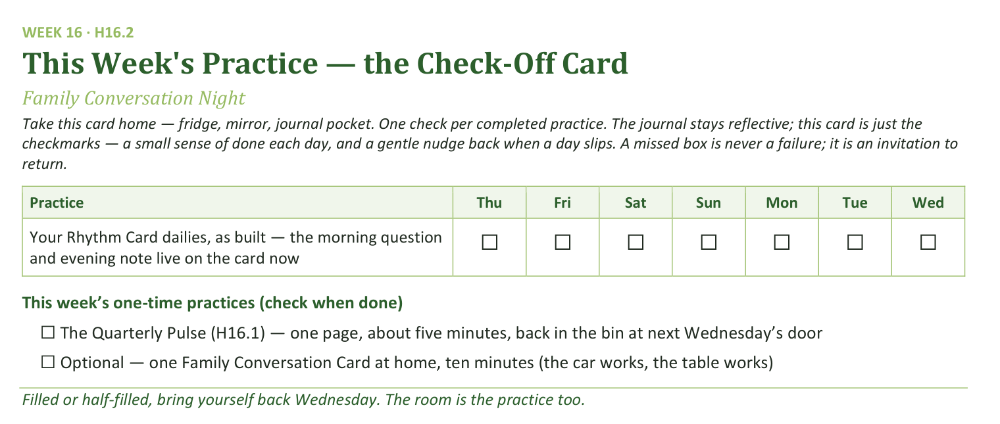 WEEK 16 · H16.2
This Week's Practice — the Check-Off Card
Family Conversation Night
Take this card home — fridge, mirror, journal pocket. One check per completed practice. The journal stays reflective; this card is just the
checkmarks — a small sense of done each day, and a gentle nudge back when a day slips. A missed box is never a failure; it is an invitation to
return.
Practice Thu Fri Sat Sun Mon Tue Wed
Your Rhythm Card dailies, as built — the morning question ☐ ☐ ☐ ☐ ☐ ☐ ☐
and evening note live on the card now
This week’s one-time practices (check when done)
☐ The Quarterly Pulse (H16.1) — one page, about five minutes, back in the bin at next Wednesday’s door
☐ Optional — one Family Conversation Card at home, ten minutes (the car works, the table works)
Filled or half-filled, bring yourself back Wednesday. The room is the practice too.